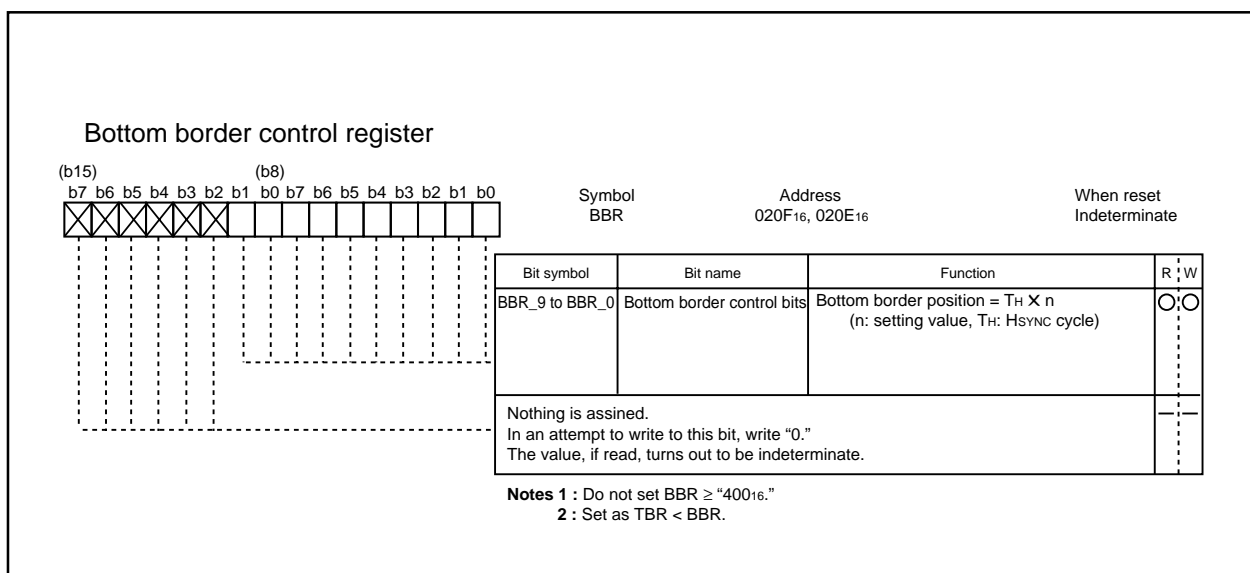 Bottom border control register
(b15) (b8)
b7 b6 b5 b4 b3 b2 b1 b0 b7 b6 b5 b4 b3 b2 b1 b0
Symbol Address When reset
BBR 020F16, 020E16 Indeterminate
Bit symbol Bit name Function R W
BBR_9 to BBR_0 Bottom border control bits Bottom border position = TH X n
(n: setting value, TH: HSYNC cycle)
Nothing is assined.
In an attempt to write to this bit, write “0.”
The value, if read, turns out to be indeterminate.
Notes 1 : Do not set BBR ≥ “40016.”
2 : Set as TBR < BBR.